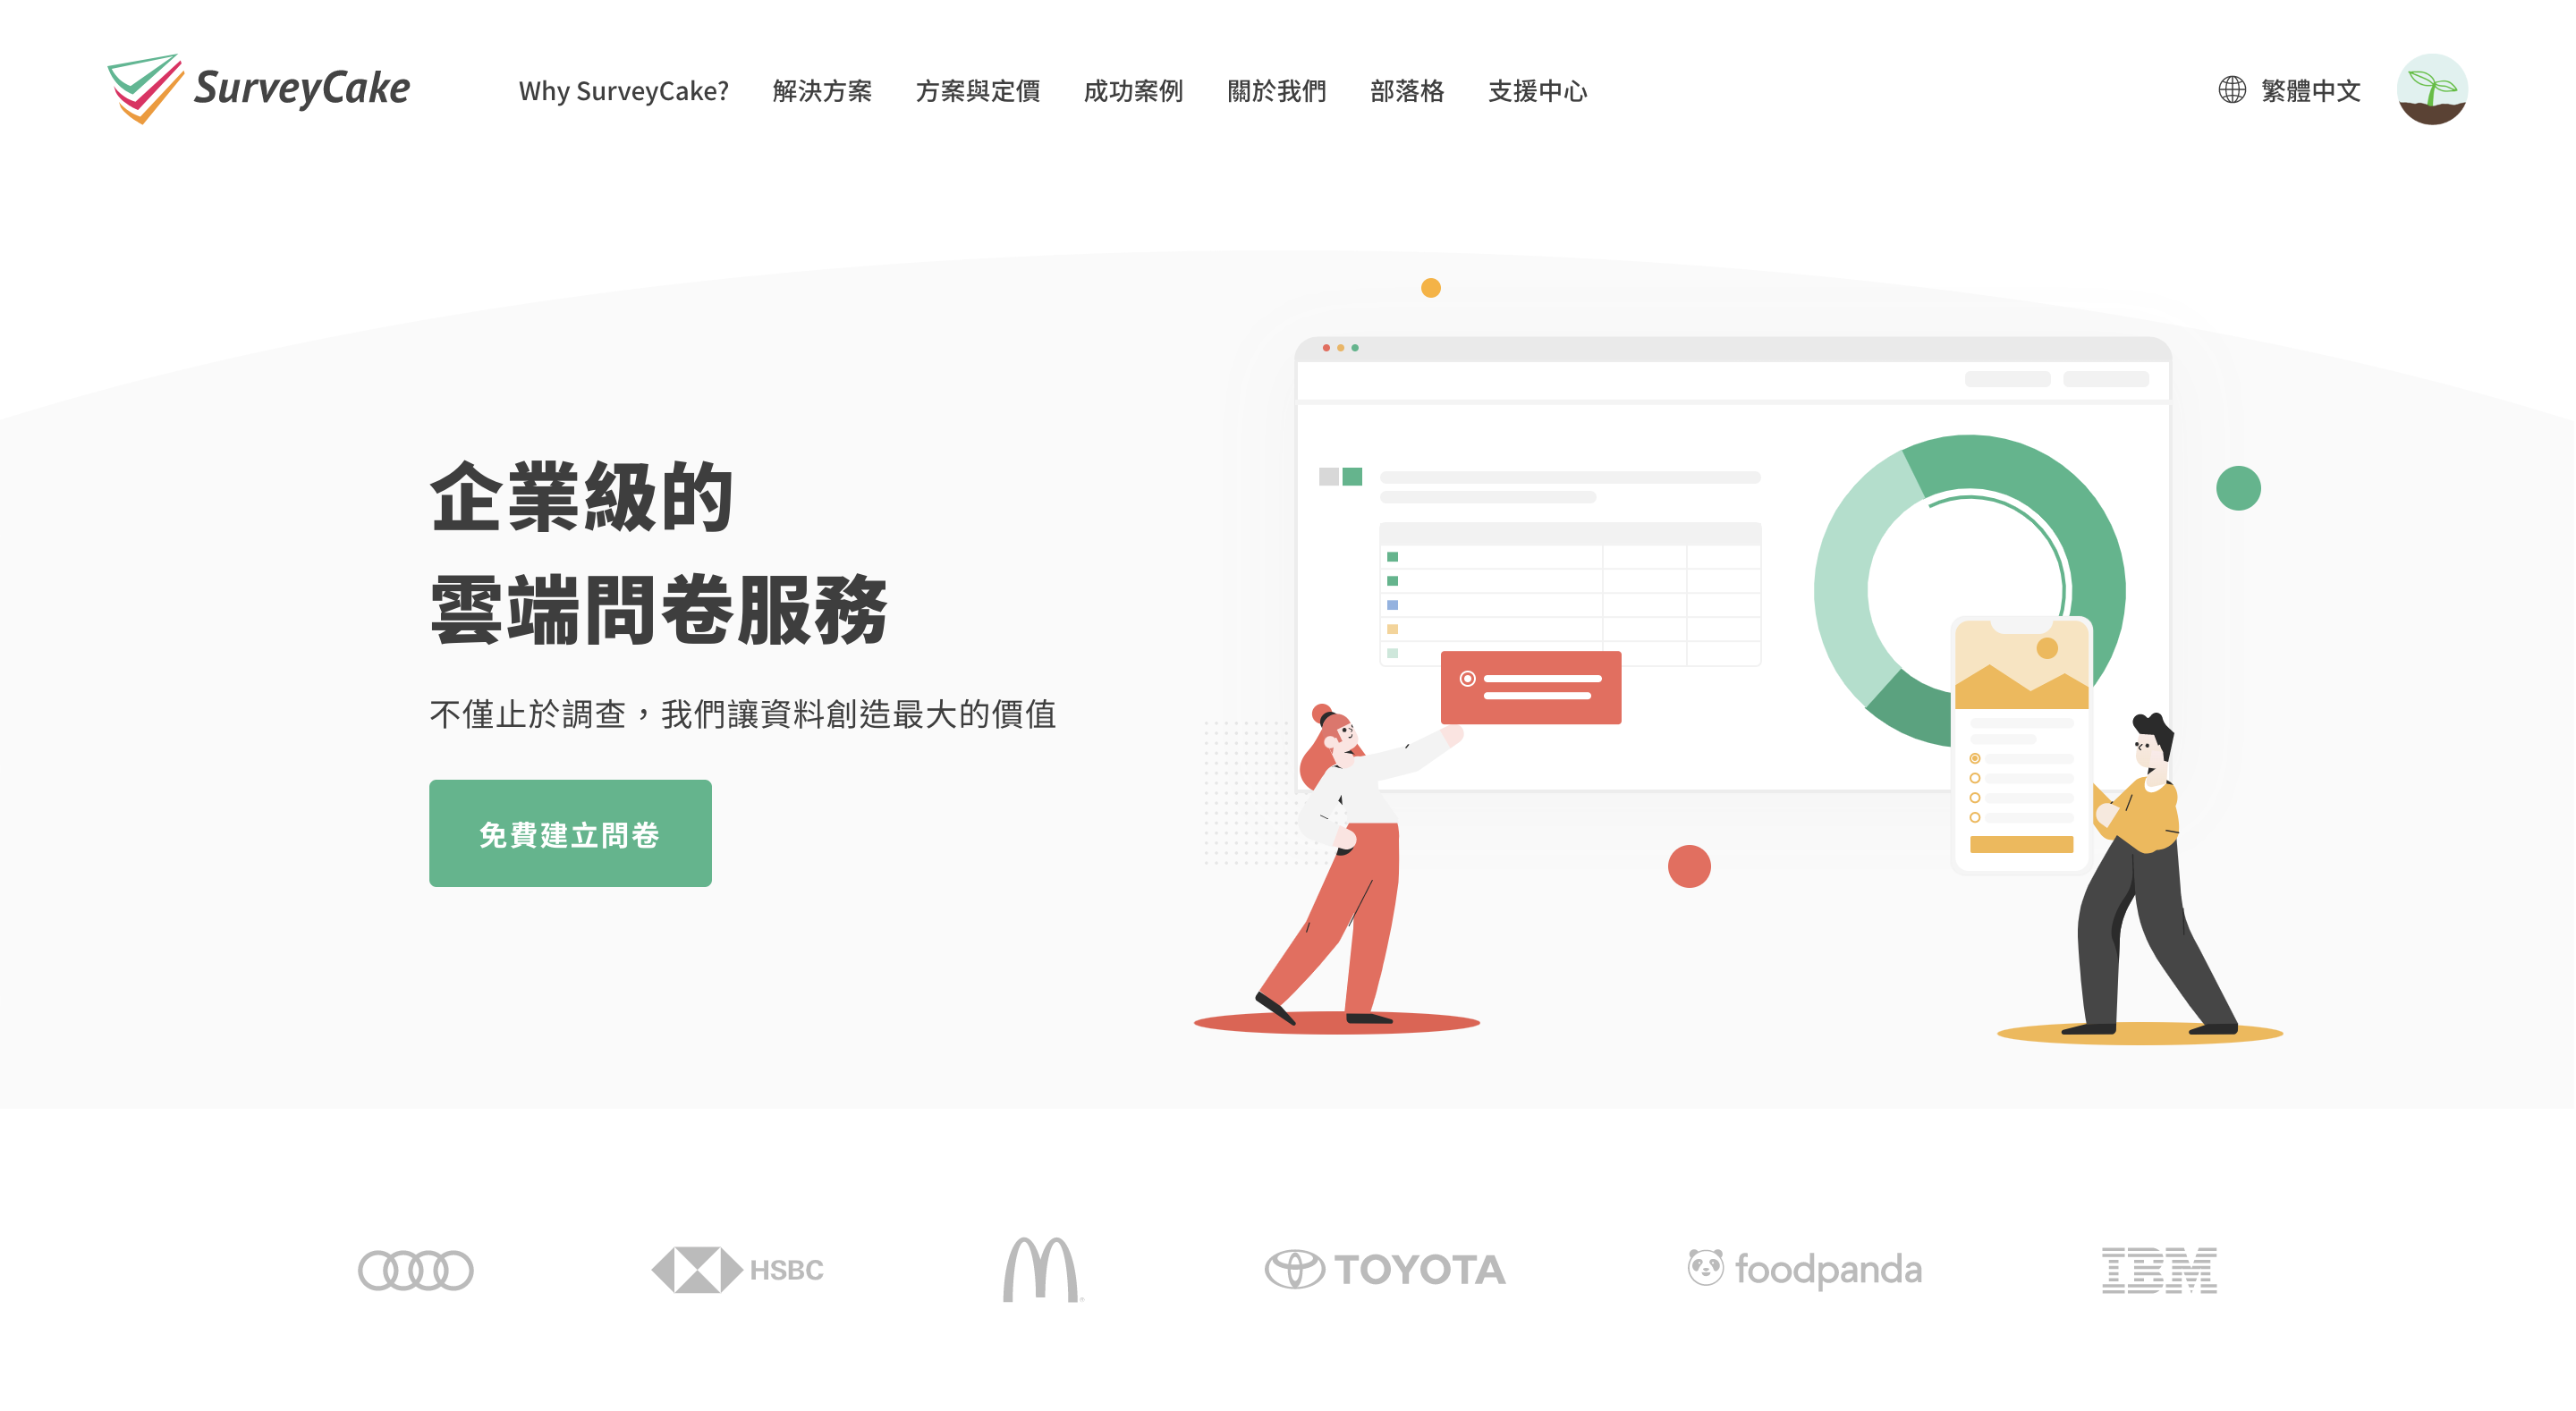 SurveyCake
Why SurveyCake?
解決方案
方案與定價
成功案例
關於我們
部落格
支援中心
繁體中文
企業級的
雲端問卷服務
不僅止於調查，我們讓資料創造最大的價值
免費建立問卷
HSBC
TOYOTA
foodpanda
IBM